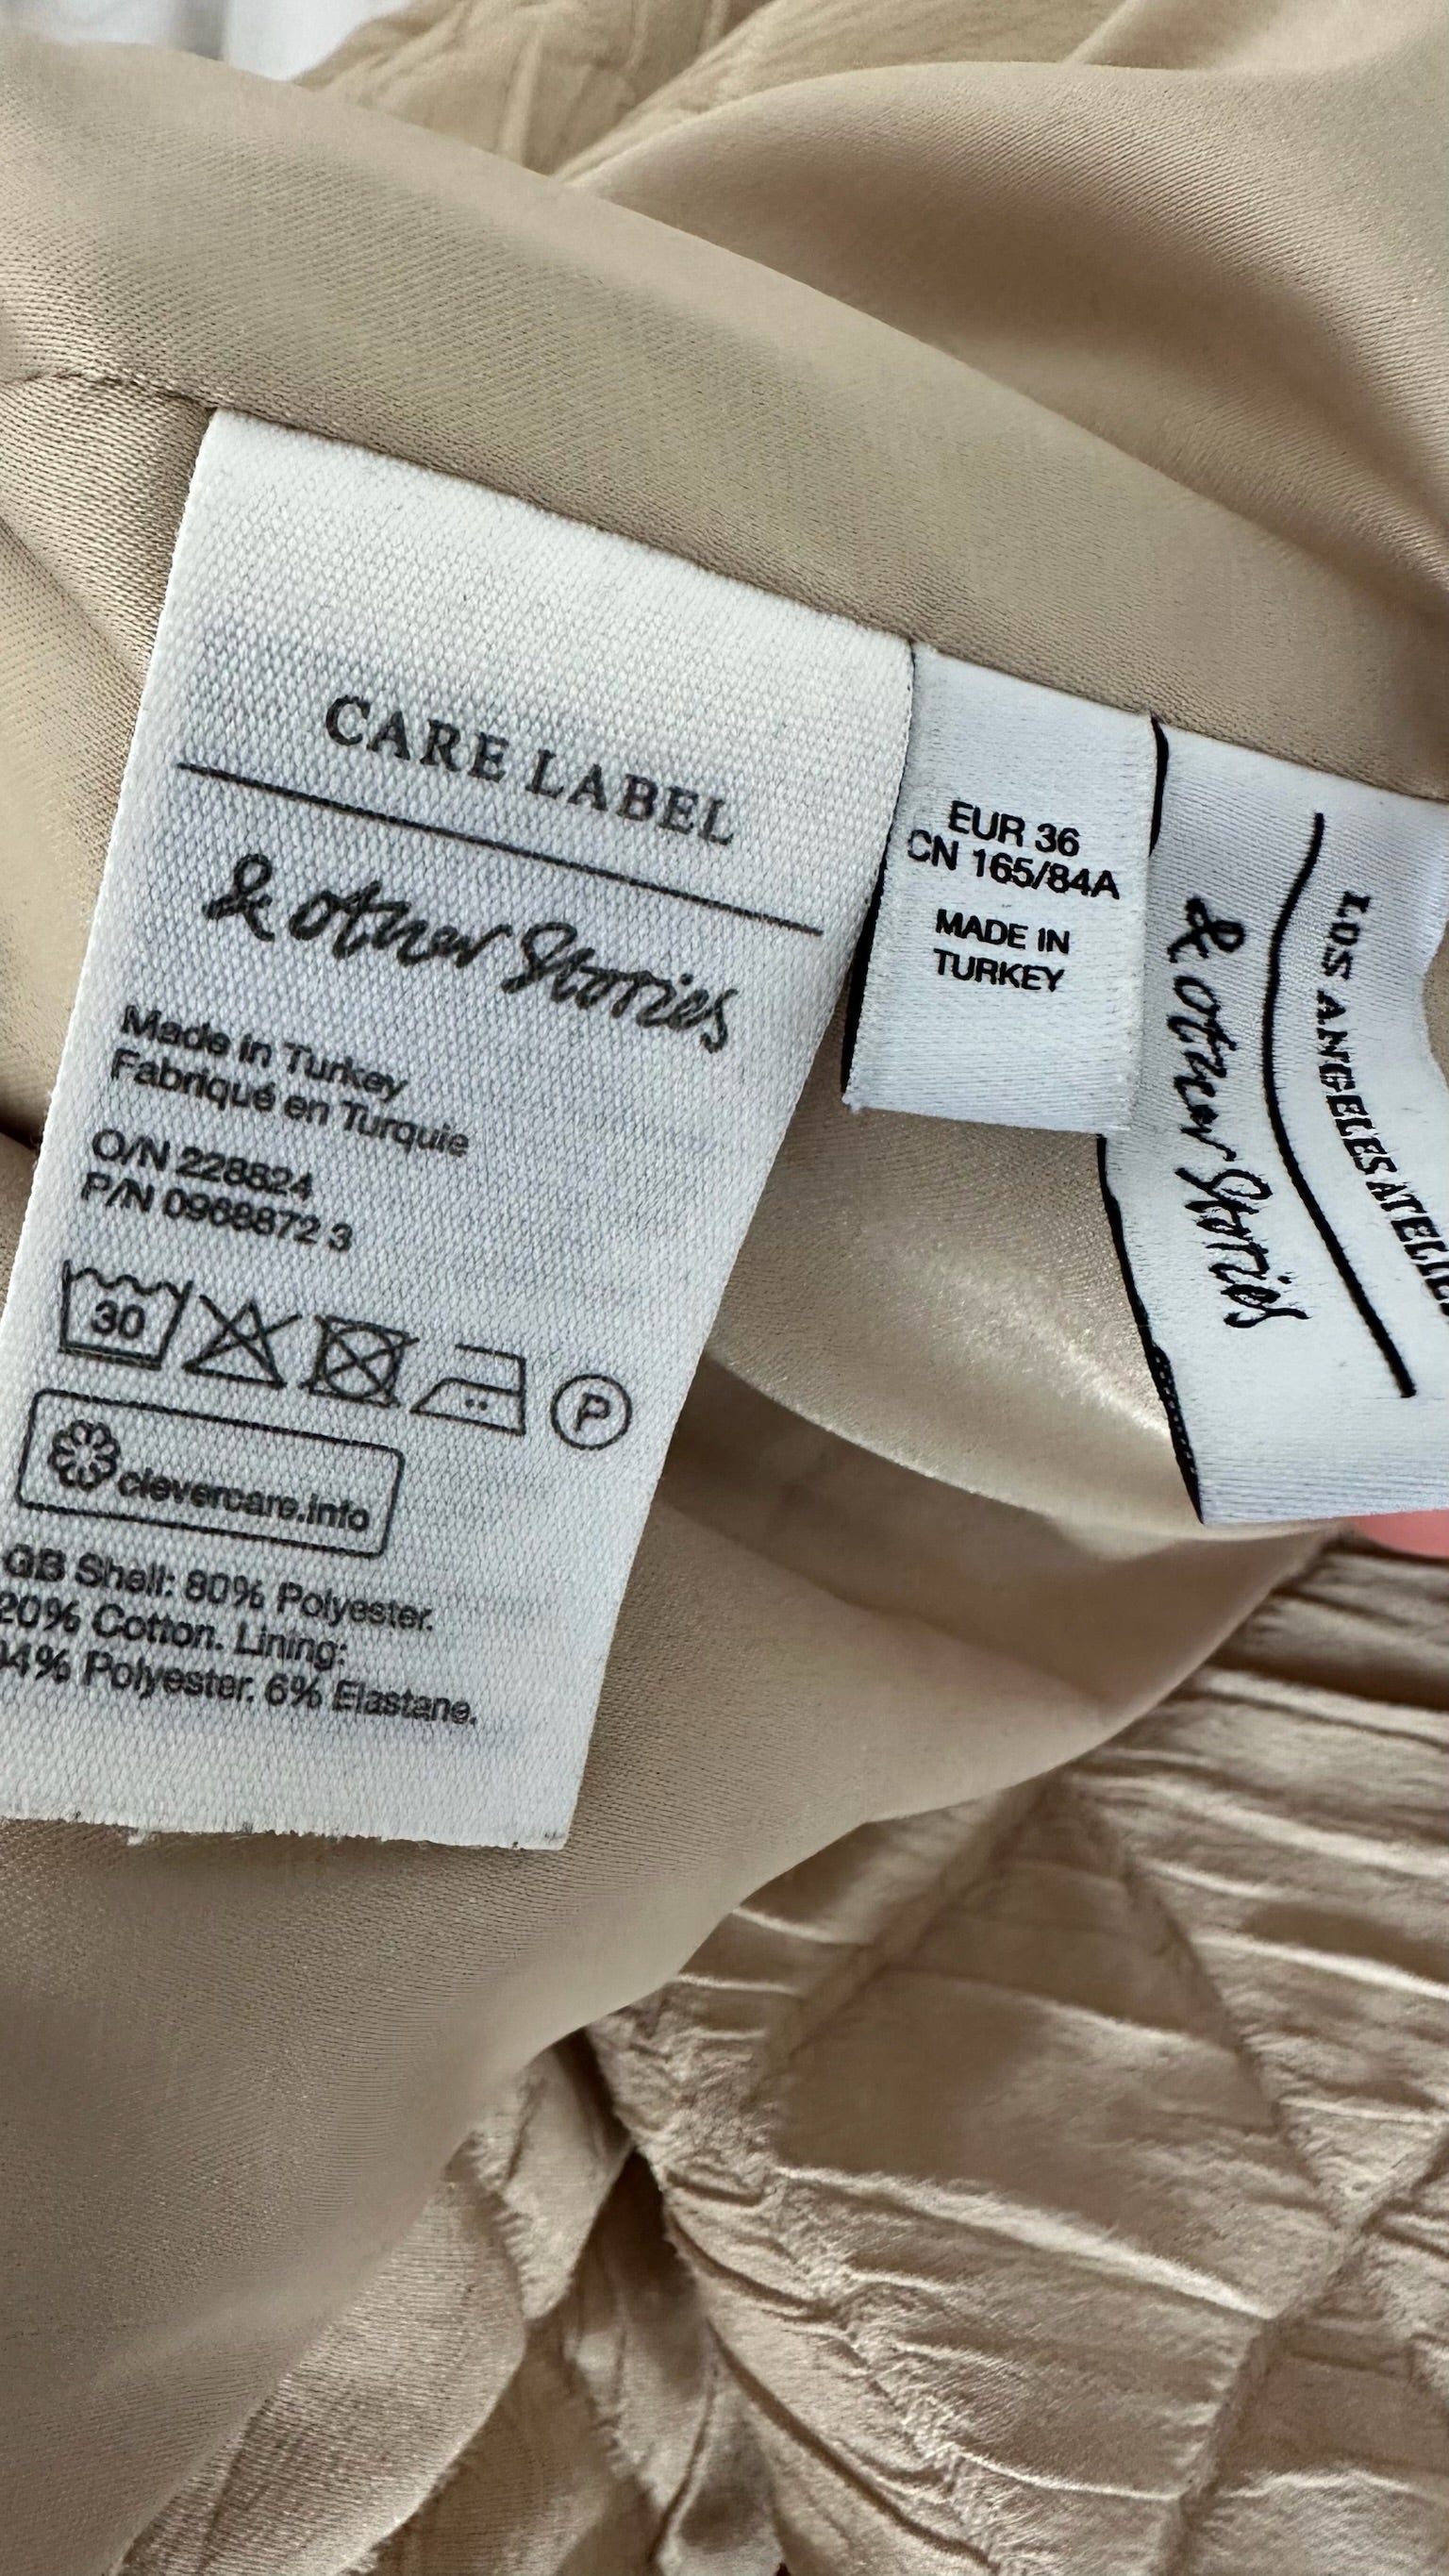 CARE LABEL
& other Stories
Made in Turkey
Fabriqué en Turquie
O/N 228824
P/N 0968872 3
30
P
clevercare.info
GB Shell: 80% Polyester.
20% Cotton. Lining:
94% Polyester. 6% Elastane.
EUR 36
CN 165/84A
MADE IN
TURKEY
& other Stories
LOS ANGELES ATELIE